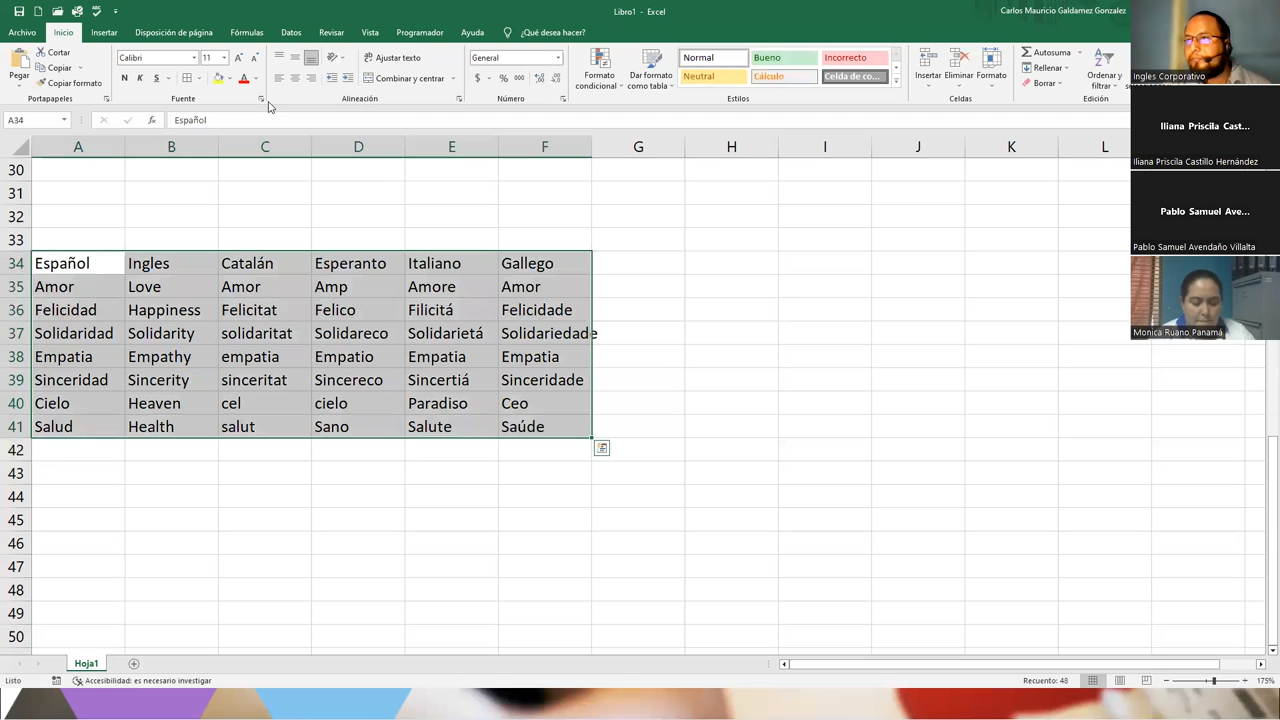 Libro1 - Excel
Carlos Mauricio Galdamez Gonzalez
Archivo Inicio Insertar Disposición de página Fórmulas Datos Revisar Vista Programador Ayuda ¿Qué desea hacer?
Pegar
Cortar
Copiar
Copiar formato
Portapapeles
Calibri 11
N K S
Fuente
Ajustar texto
Combinar y centrar
Alineación
General
$ % 000
Número
Formato condicional
Dar formato como tabla
Normal Bueno Incorrecto
Neutral Cálculo Celda de co...
Estilos
Insertar Eliminar Formato
Celdas
Autosuma
Rellenar
Borrar
Ordenar y filtrar
Edición
A34 fx Español
A B C D E F G H I J K L
30
31
32
33
34 Español Ingles Catalán Esperanto Italiano Gallego
35 Amor Love Amor Amp Amore Amor
36 Felicidad Happiness Felicitat Felico Filicitá Felicidade
37 Solidaridad Solidarity solidaritat Solidareco Solidarietá Solidariedade
38 Empatia Empathy empatia Empatio Empatia Empatia
39 Sinceridad Sincerity sinceritat Sincereco Sincertiá Sinceridade
40 Cielo Heaven cel cielo Paradiso Ceo
41 Salud Health salut Sano Salute Saúde
42
43
44
45
46
47
48
49
50
Hoja1
Listo Accesibilidad: es necesario investigar Recuento: 48 175%
Ingles Corporativo
Iliana Priscila Cast...
Iliana Priscila Castillo Hernández
Pablo Samuel Ave...
Pablo Samuel Avendaño Villalta
Monica Ruano Panamá